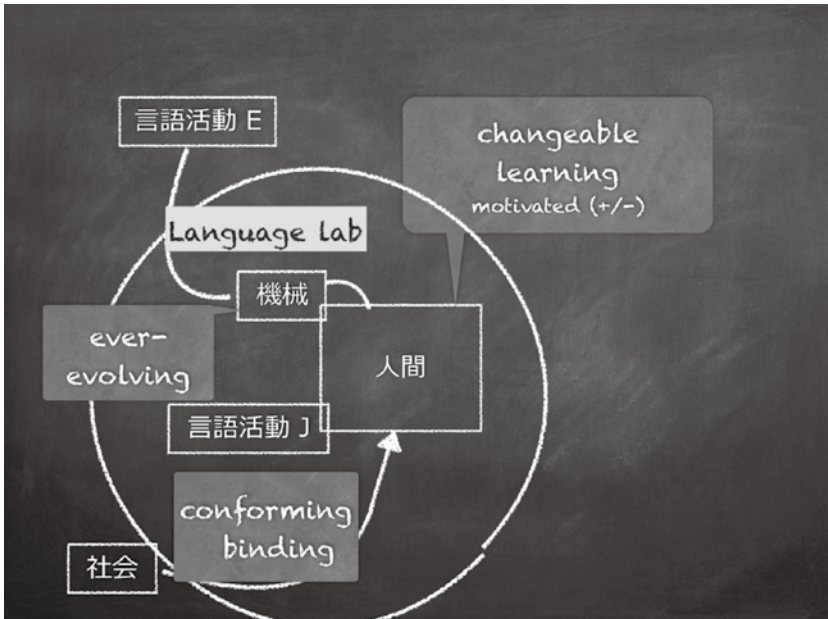 言語活動 E
changeable
learning
motivated (+/-)
Language lab
機械
ever-
evolving
人間
言語活動 J
conforming
binding
社会